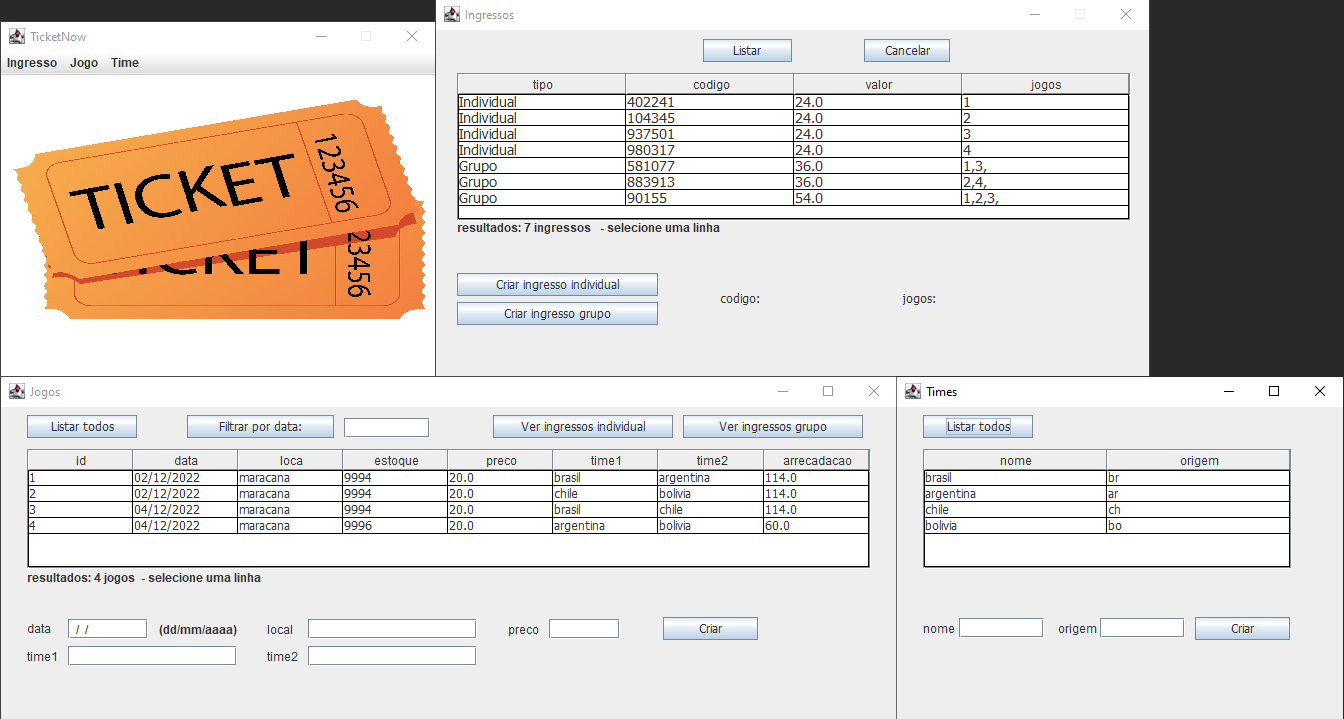 TicketNow
Ingresso Jogo Time
TICKET 123456
TICKET 123456
Ingressos
Listar Cancelar
tipo codigo valor jogos
Individual 402241 24.0 1
Individual 104345 24.0 2
Individual 937501 24.0 3
Individual 980317 24.0 4
Grupo 581077 36.0 1,3,
Grupo 883913 36.0 2,4,
Grupo 90155 54.0 1,2,3,
resultados: 7 ingressos - selecione uma linha
Criar ingresso individual codigo: jogos:
Criar ingresso grupo
Jogos
Listar todos Filtrar por data: Ver ingressos individual Ver ingressos grupo
id data loca estoque preco time1 time2 arrecadacao
1 02/12/2022 maracana 9994 20.0 brasil argentina 114.0
2 02/12/2022 maracana 9994 20.0 chile bolivia 114.0
3 04/12/2022 maracana 9994 20.0 brasil chile 114.0
4 04/12/2022 maracana 9996 20.0 argentina bolivia 60.0
resultados: 4 jogos - selecione uma linha
data / / (dd/mm/aaaa) local preco Criar
time1 time2
Times
Listar todos
nome origem
brasil br
argentina ar
chile ch
bolivia bo
nome origem Criar